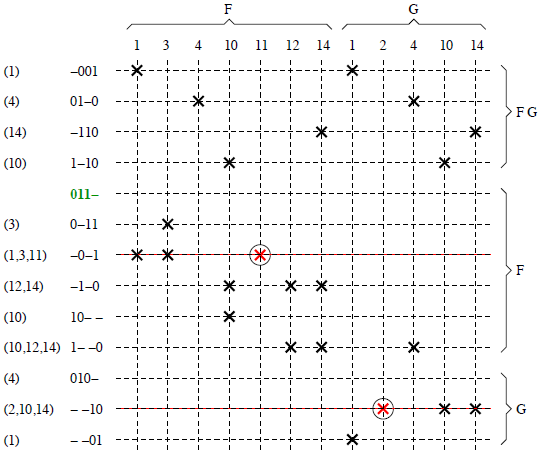 F G
1 3 4 10 11 12 14 1 2 4 10 14
(1) –001
(4) 01–0
(14) –110
F G
(10) 1–10
011–
(3) 0–11
(1,3,11) –0–1
F
(12,14) –1–0
(10) 10– –
(10,12,14) 1– –0
(4) 010–
(2,10,14) – –10 G
(1) – –01